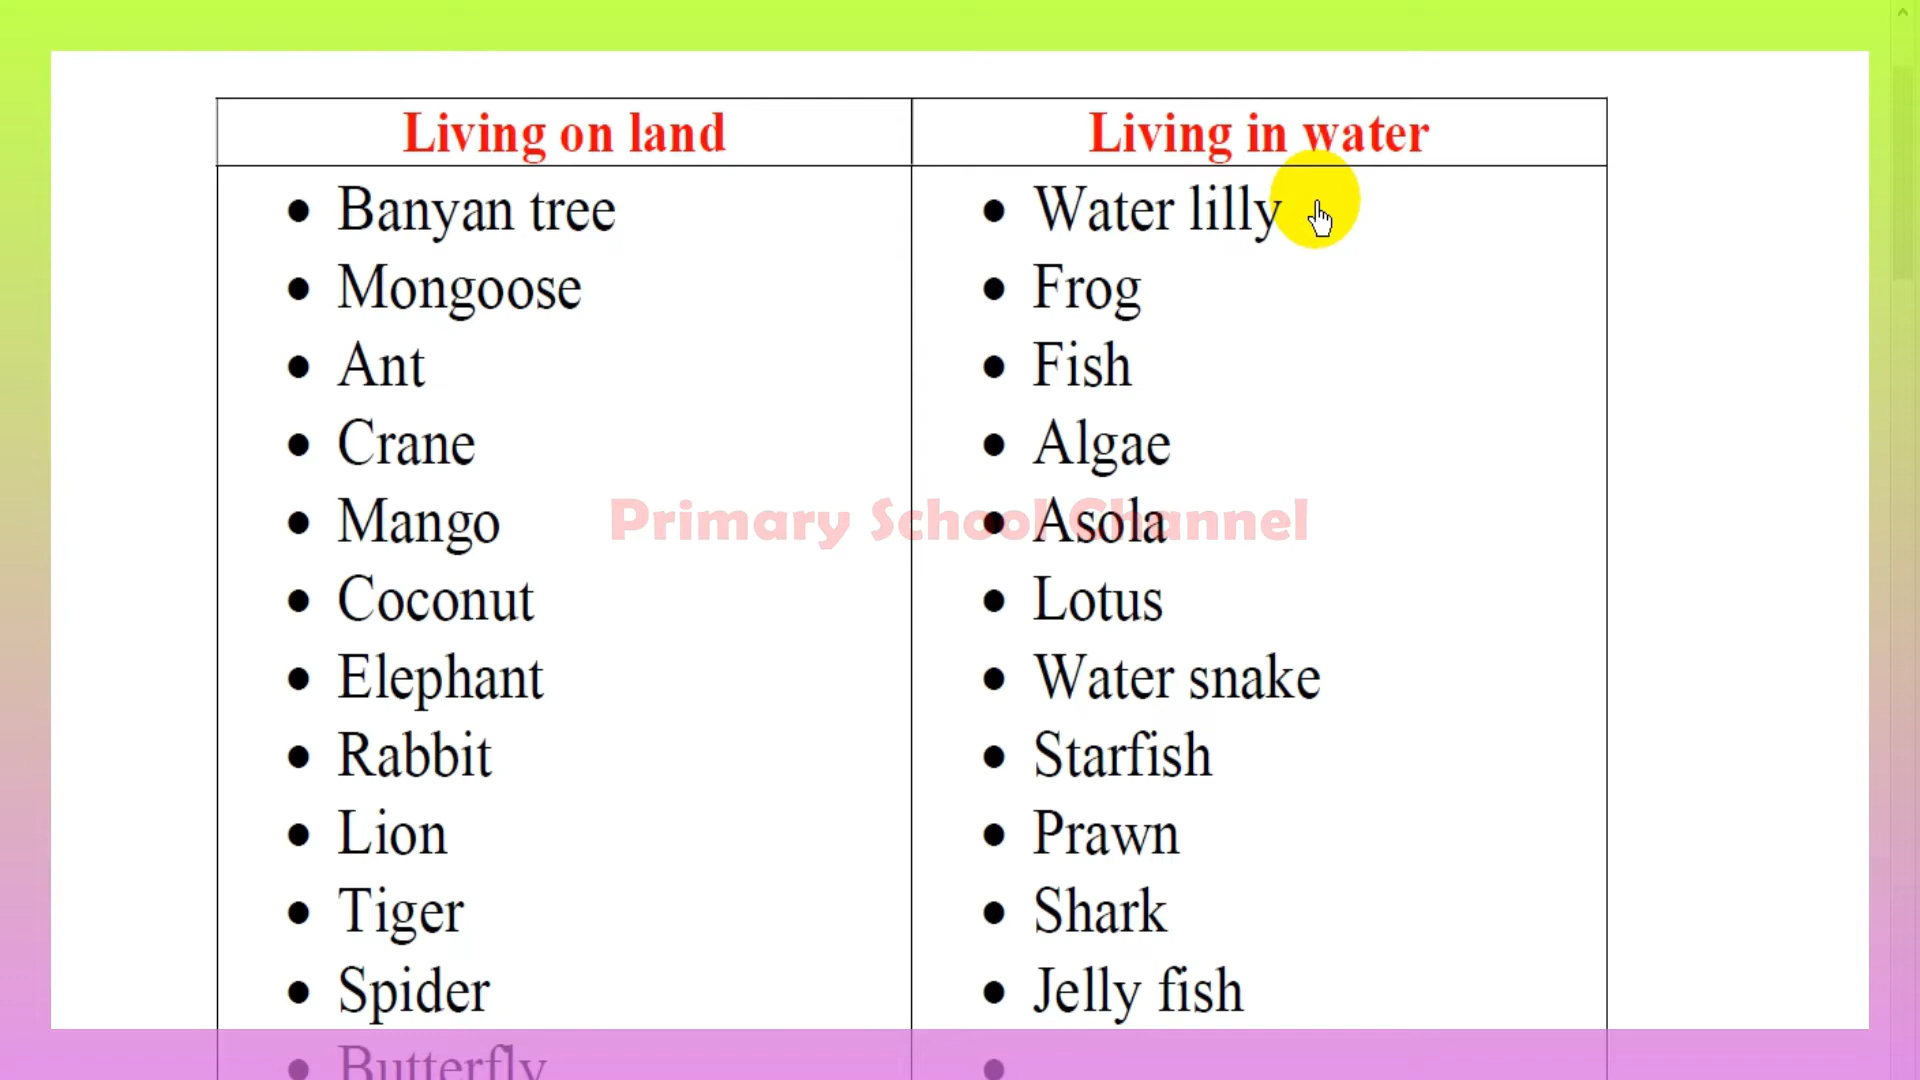 Living on land
Living in water
• Banyan tree
• Mongoose
• Ant
• Crane
• Mango
• Coconut
• Elephant
• Rabbit
• Lion
• Tiger
• Spider
• Butterfly
• Water lilly
• Frog
• Fish
• Algae
• Asola
• Lotus
• Water snake
• Starfish
• Prawn
• Shark
• Jelly fish
Primary School Channel